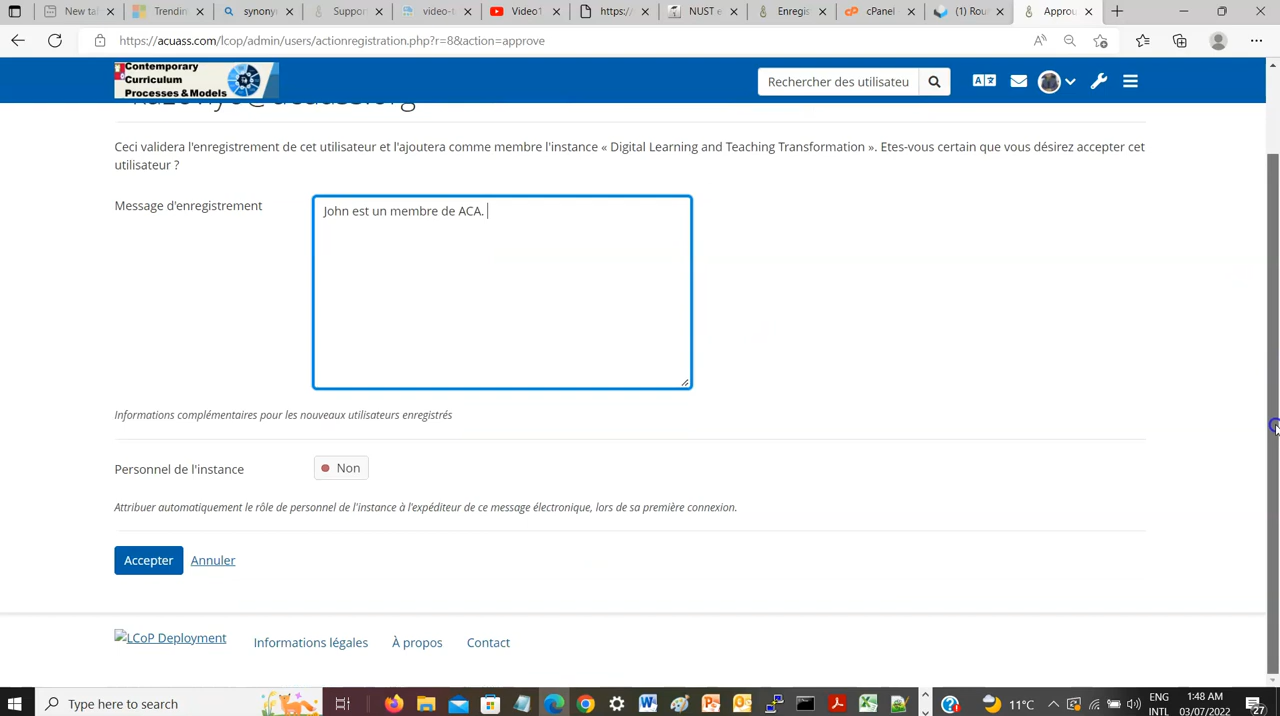 New tal
Accoun
synony
Suppor
video-t
VideoT
https:/
NUST e
Enregis
cPanel
(1) Rou
Approu
https://acuass.com/lcop/admin/users/actionregistration.php?r=8&action=approve
Contemporary
Curriculum
Processes & Models
Rechercher des utilisateu
Ceci validera l'enregistrement de cet utilisateur et l'ajoutera comme membre l'instance « Digital Learning and Teaching Transformation ». Etes-vous certain que vous désirez accepter cet
utilisateur ?
Message d'enregistrement
John est un membre de ACA.
Informations complémentaires pour les nouveaux utilisateurs enregistrés
Personnel de l'instance
Non
Attribuer automatiquement le rôle de personnel de l'instance à l'expéditeur de ce message électronique, lors de sa première connexion.
Accepter Annuler
LCoP Deployment
Informations légales
À propos
Contact
Type here to search
11°C
ENG
INTL
1:48 AM
03/07/2022
27